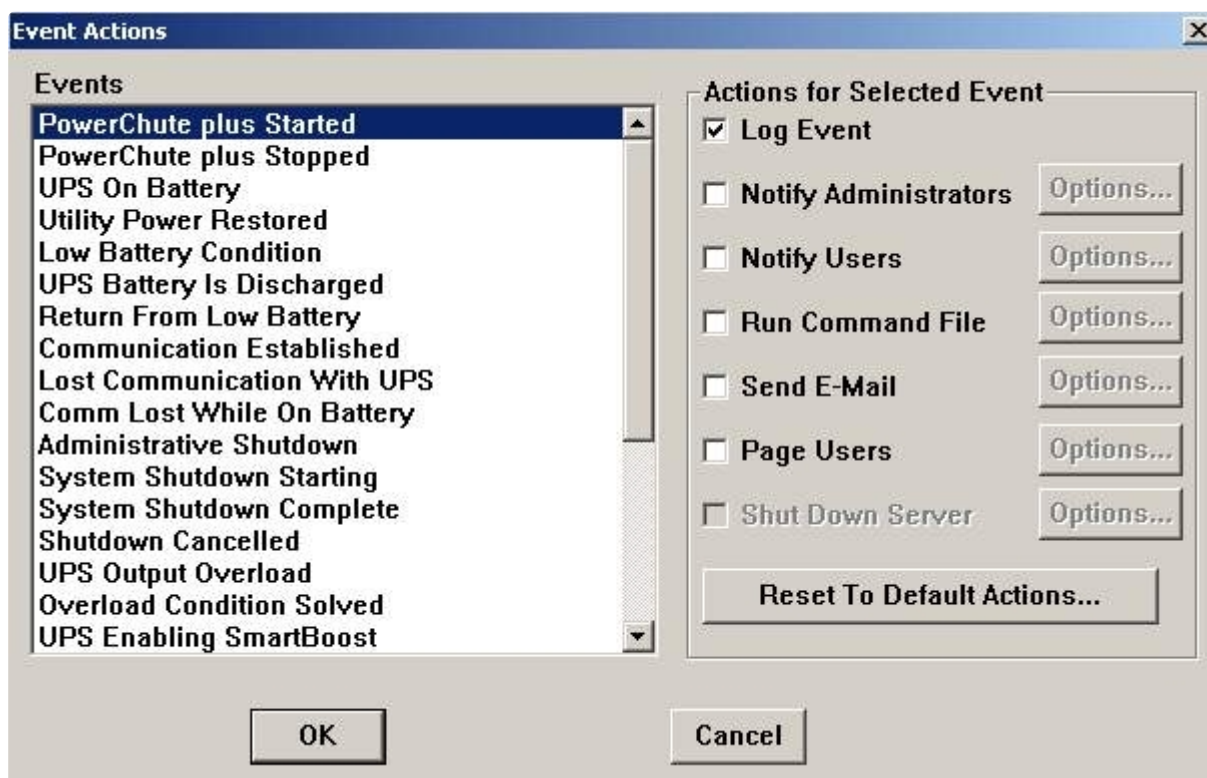 Event Actions
Events
PowerChute plus Started
PowerChute plus Stopped
UPS On Battery
Utility Power Restored
Low Battery Condition
UPS Battery Is Discharged
Return From Low Battery
Communication Established
Lost Communication With UPS
Comm Lost While On Battery
Administrative Shutdown
System Shutdown Starting
System Shutdown Complete
Shutdown Cancelled
UPS Output Overload
Overload Condition Solved
UPS Enabling SmartBoost
Actions for Selected Event
Log Event
Notify Administrators Options...
Notify Users Options...
Run Command File Options...
Send E-Mail Options...
Page Users Options...
Shut Down Server Options...
Reset To Default Actions...
OK Cancel